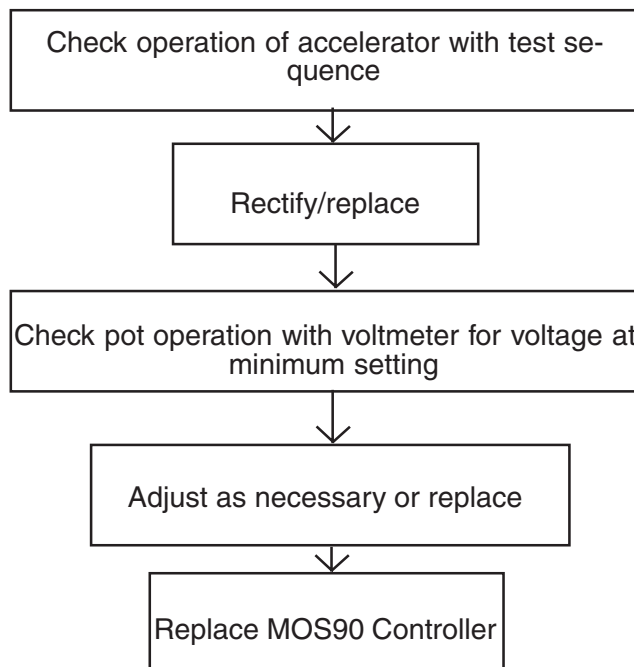 Check operation of accelerator with test se-
quence
Rectify/replace
Check pot operation with voltmeter for voltage at
minimum setting
Adjust as necessary or replace
Replace MOS90 Controller